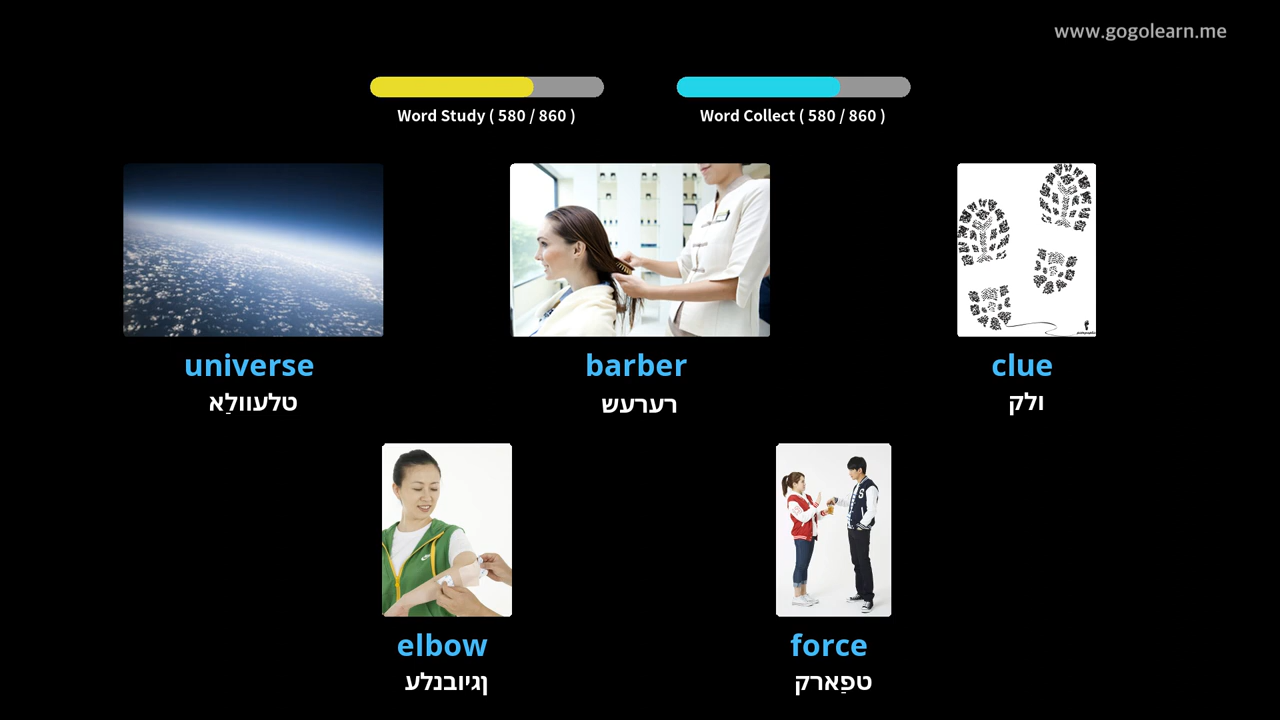 www.gogolearn.me
Word Study ( 580 / 860 )
Word Collect ( 580 / 860 )
universe
טלעוולַא
barber
רערעש
clue
ולק
elbow
ןגיובנלע
force
טפַארק